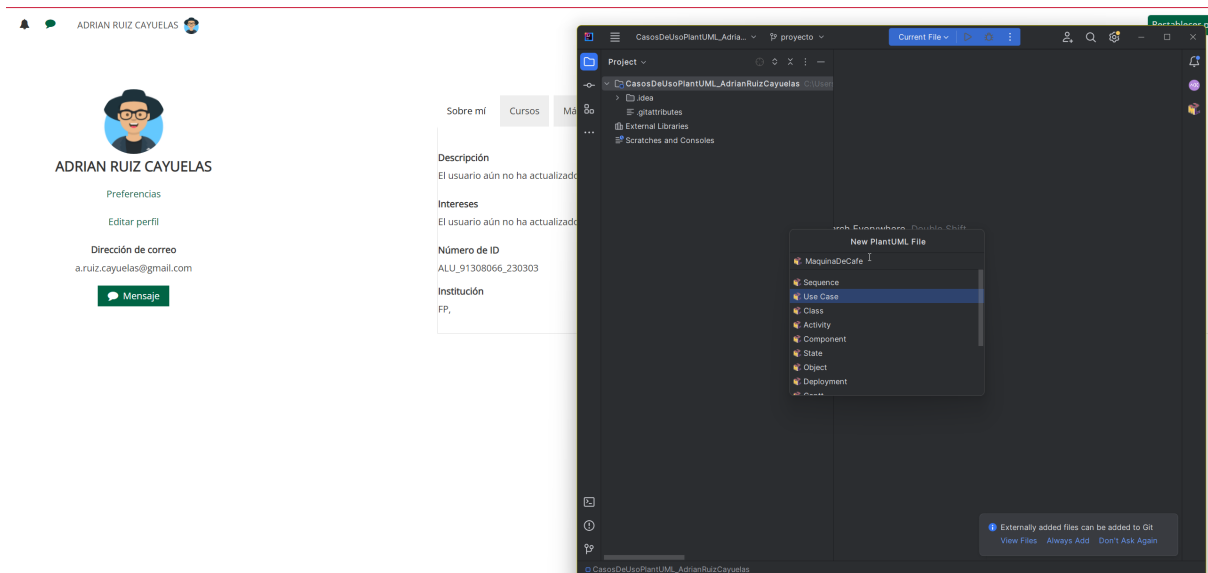 ADRIAN RUIZ CAYUELAS
ADRIAN RUIZ CAYUELAS
Preferencias
Editar perfil
Dirección de correo
a.ruiz.cayuelas@gmail.com
Mensaje
Sobre mí
Cursos
Má
Descripción
El usuario aún no ha actualizado
Intereses
El usuario aún no ha actualizado
Número de ID
ALU_91308066_230303
Institución
FP,
Restablecer
CasosDeUsoPlantUML_Adria...
proyecto
Current File
Project
CasosDeUsoPlantUML_AdrianRuizCayuelas C:\User
.idea
.gitattributes
External Libraries
Scratches and Consoles
Everywhere Double Shift
New PlantUML File
MaquinaDeCafe
Sequence
Use Case
Class
Activity
Component
State
Object
Deployment
Gantt
Externally added files can be added to Git
View Files Always Add Don't Ask Again
CasosDeUsoPlantUML_AdrianRuizCayuelas